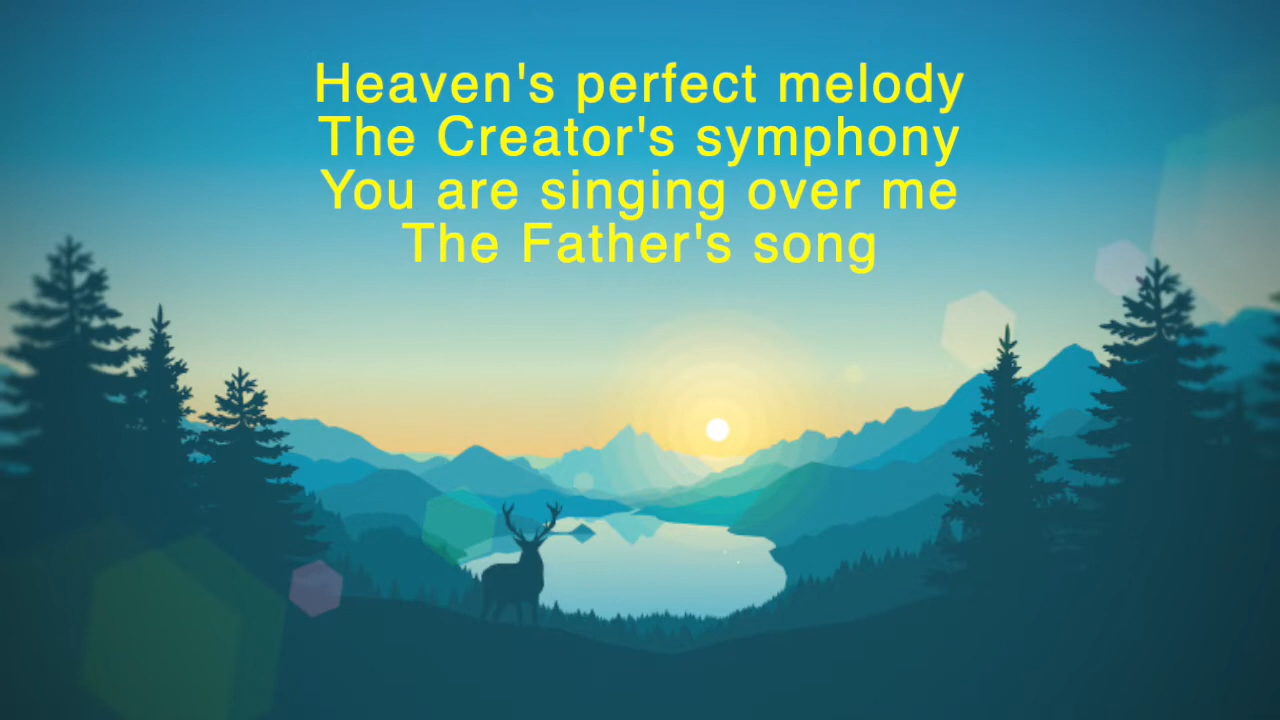 Heaven's perfect melody
The Creator's symphony
You are singing over me
The Father's song